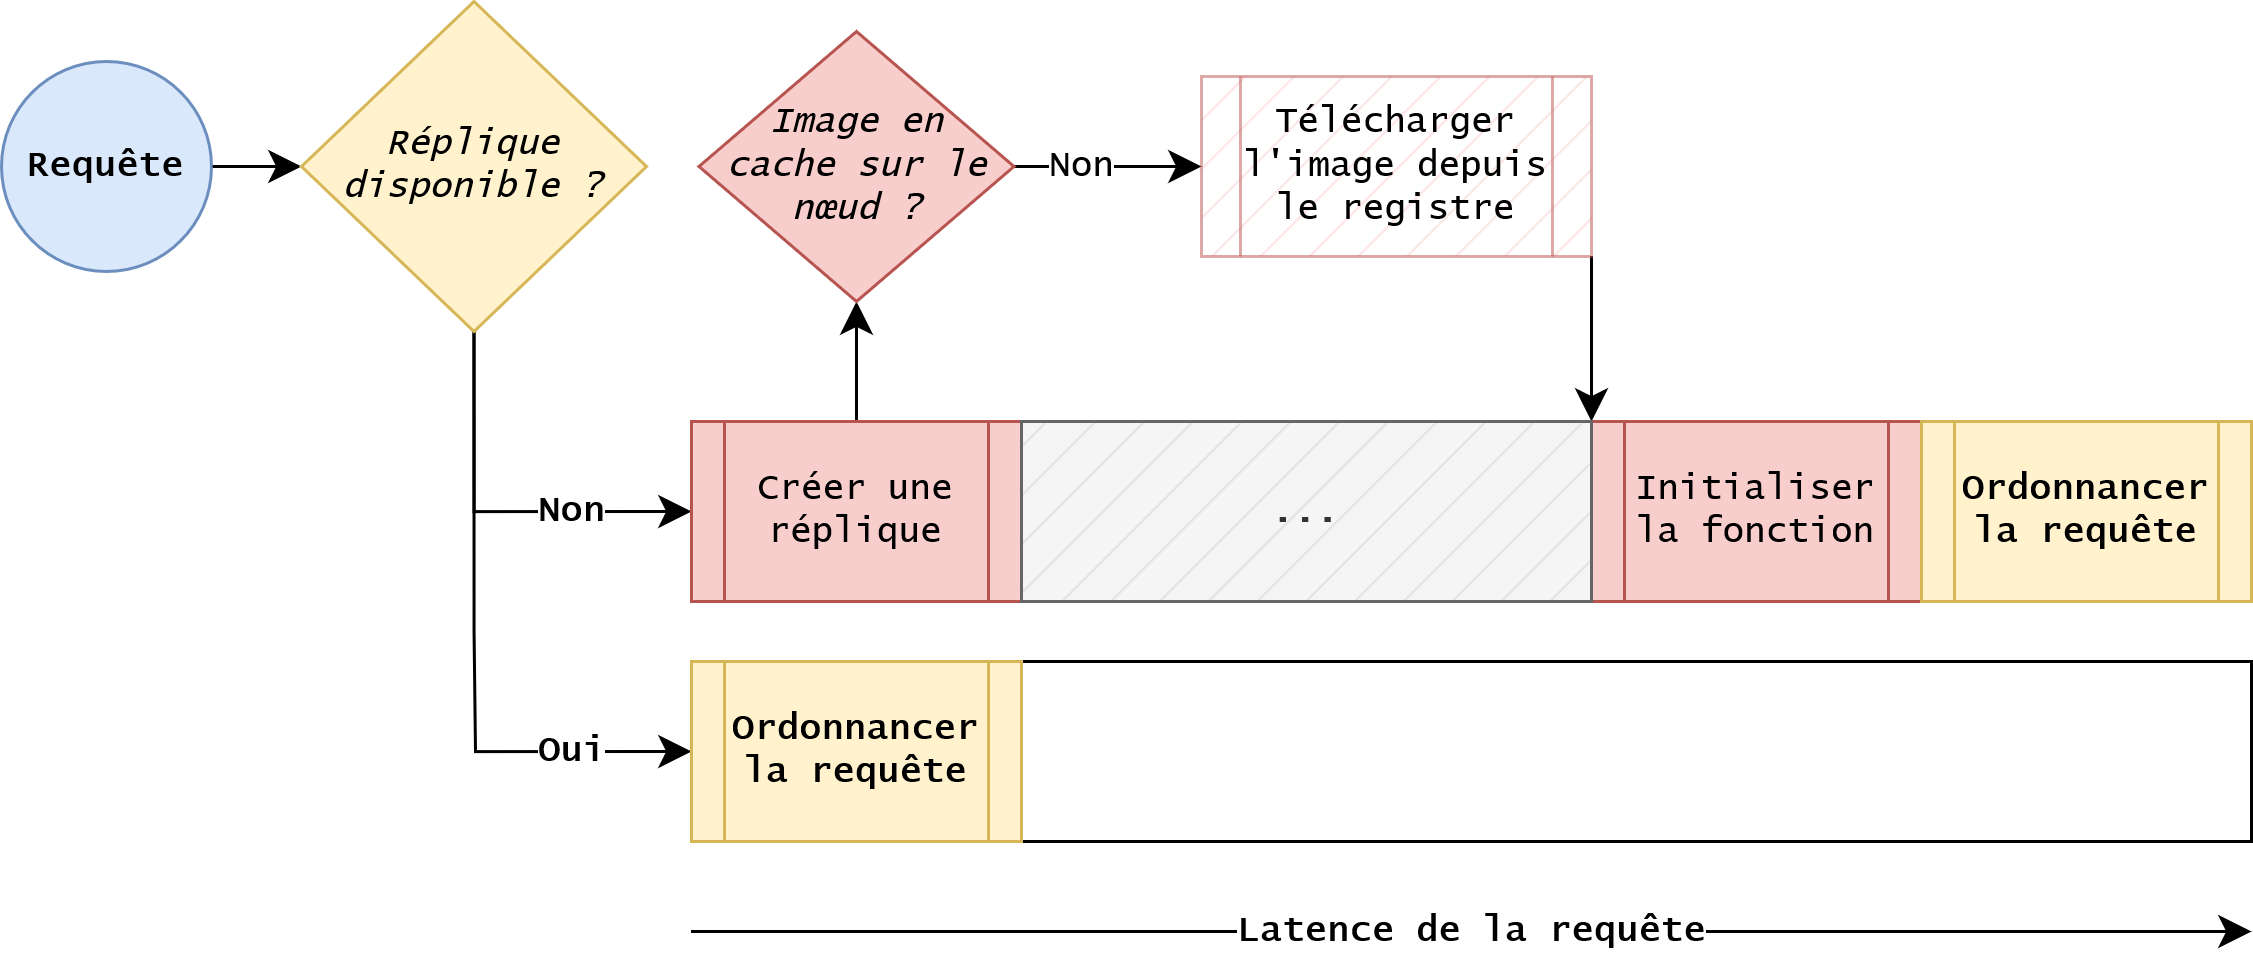 Requête
Réplique
disponible ?
Image en
cache sur le
nœud ?
Non
Télécharger
l'image depuis
le registre
Non
Créer une
réplique
...
Initialiser
la fonction
Ordonnancer
la requête
Oui
Ordonnancer
la requête
Latence de la requête